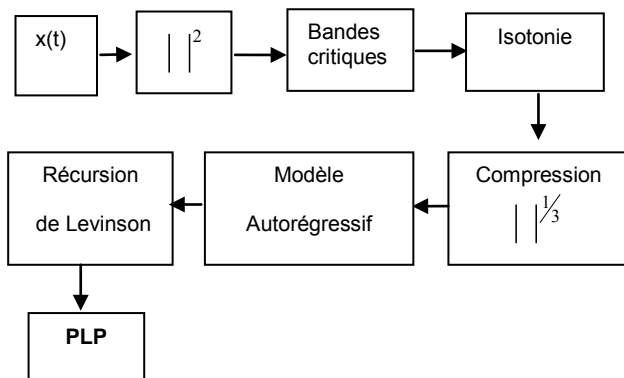 x(t)
| |²
Bandes
critiques
Isotonie
Compression
| |^1/3
Modèle
Autorégressif
Récursion
de Levinson
PLP